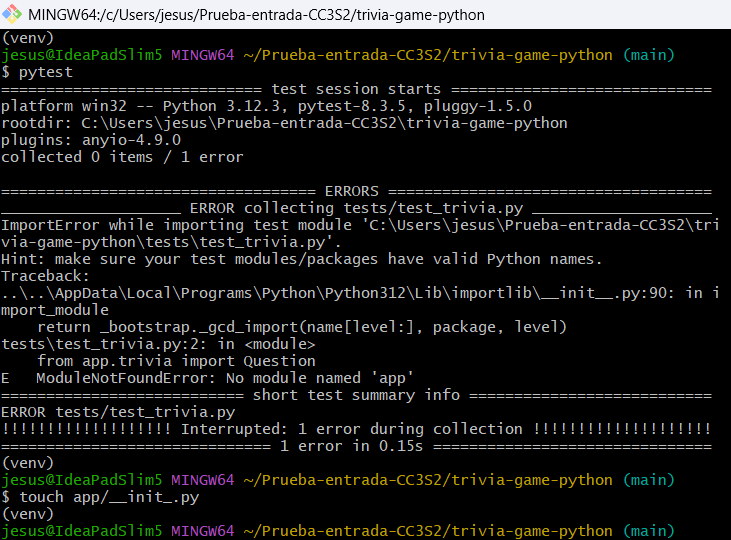 MINGW64:/c/Users/jesus/Prueba-entrada-CC3S2/trivia-game-python
(venv)
jesus@IdeaPadSlim5 MINGW64 ~/Prueba-entrada-CC3S2/trivia-game-python (main)
$ pytest
============================= test session starts =============================
platform win32 -- Python 3.12.3, pytest-8.3.5, pluggy-1.5.0
rootdir: C:\Users\jesus\Prueba-entrada-CC3S2\trivia-game-python
plugins: anyio-4.9.0
collected 0 items / 1 error
=================================== ERRORS ====================================
____________________ ERROR collecting tests/test_trivia.py ____________________
ImportError while importing test module 'C:\Users\jesus\Prueba-entrada-CC3S2\tri
via-game-python\tests\test_trivia.py'.
Hint: make sure your test modules/packages have valid Python names.
Traceback:
..\..\AppData\Local\Programs\Python\Python312\Lib\importlib\__init__.py:90: in i
mport_module
    return _bootstrap._gcd_import(name[level:], package, level)
tests\test_trivia.py:2: in <module>
    from app.trivia import Question
E   ModuleNotFoundError: No module named 'app'
=========================== short test summary info ===========================
ERROR tests/test_trivia.py
!!!!!!!!!!!!!!!!!!! Interrupted: 1 error during collection !!!!!!!!!!!!!!!!!!!!
============================== 1 error in 0.15s ===============================
(venv)
jesus@IdeaPadSlim5 MINGW64 ~/Prueba-entrada-CC3S2/trivia-game-python (main)
$ touch app/__init_.py
(venv)
jesus@IdeaPadSlim5 MINGW64 ~/Prueba-entrada-CC3S2/trivia-game-python (main)